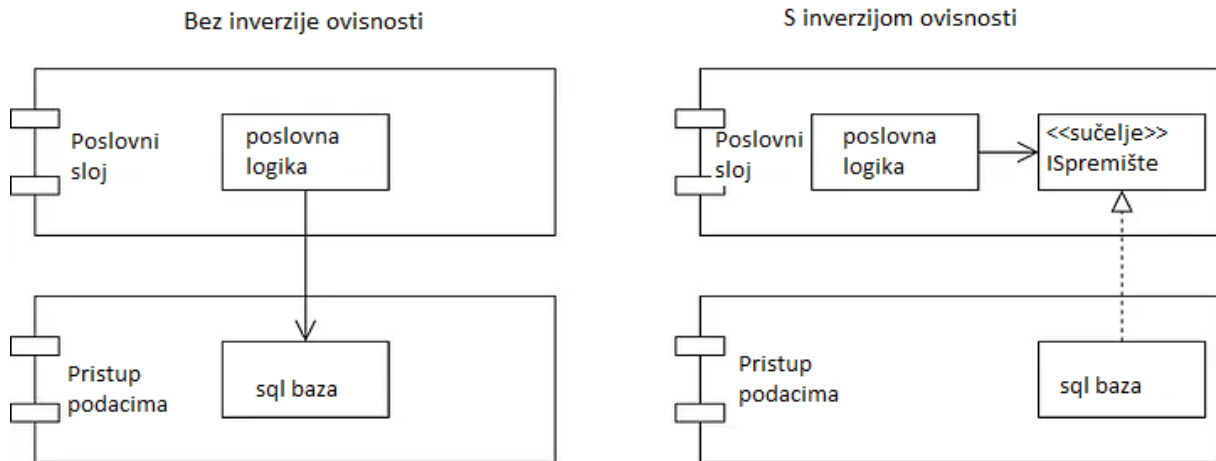 Bez inverzije ovisnosti
Poslovni
sloj
poslovna
logika
Pristup
podacima
sql baza
S inverzijom ovisnosti
Poslovni
sloj
poslovna
logika
<<sučelje>>
ISpremište
Pristup
podacima
sql baza